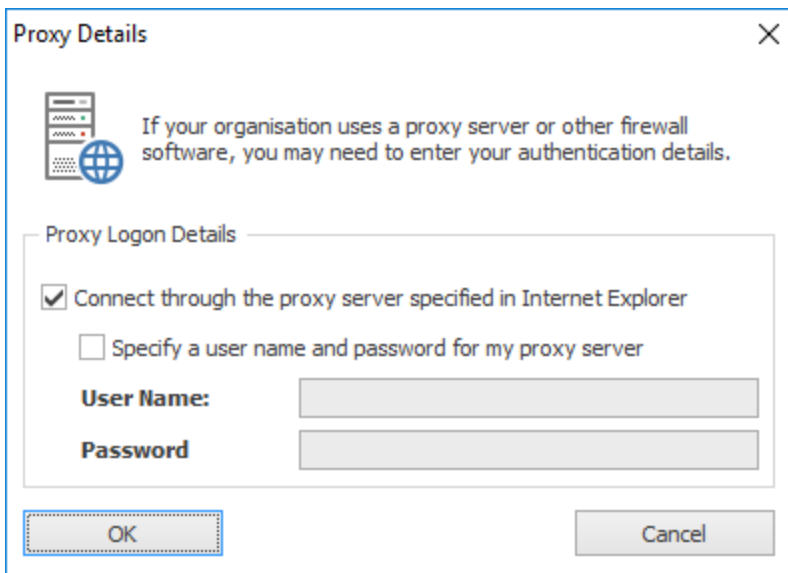 Proxy Details
If your organisation uses a proxy server or other firewall
software, you may need to enter your authentication details.
Proxy Logon Details
Connect through the proxy server specified in Internet Explorer
Specify a user name and password for my proxy server
User Name:
Password
OK
Cancel